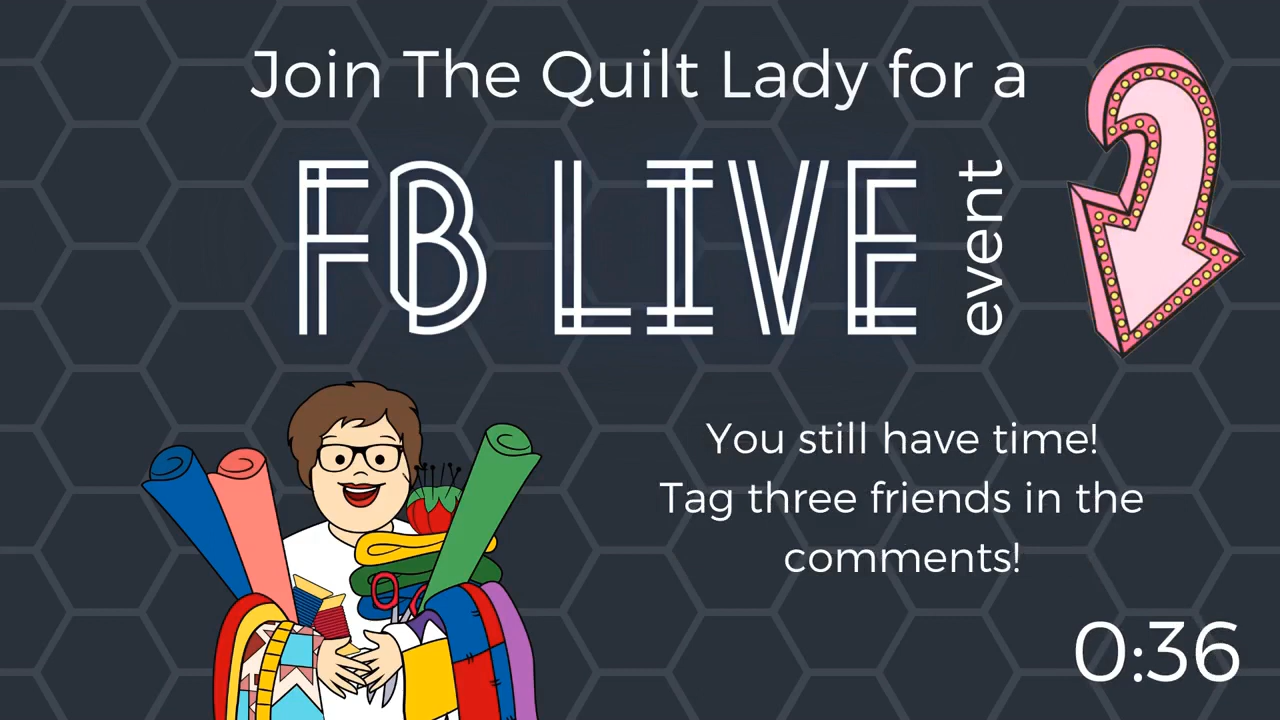 Join The Quilt Lady for a
FB LIVE
event
You still have time!
Tag three friends in the
comments!
0:36